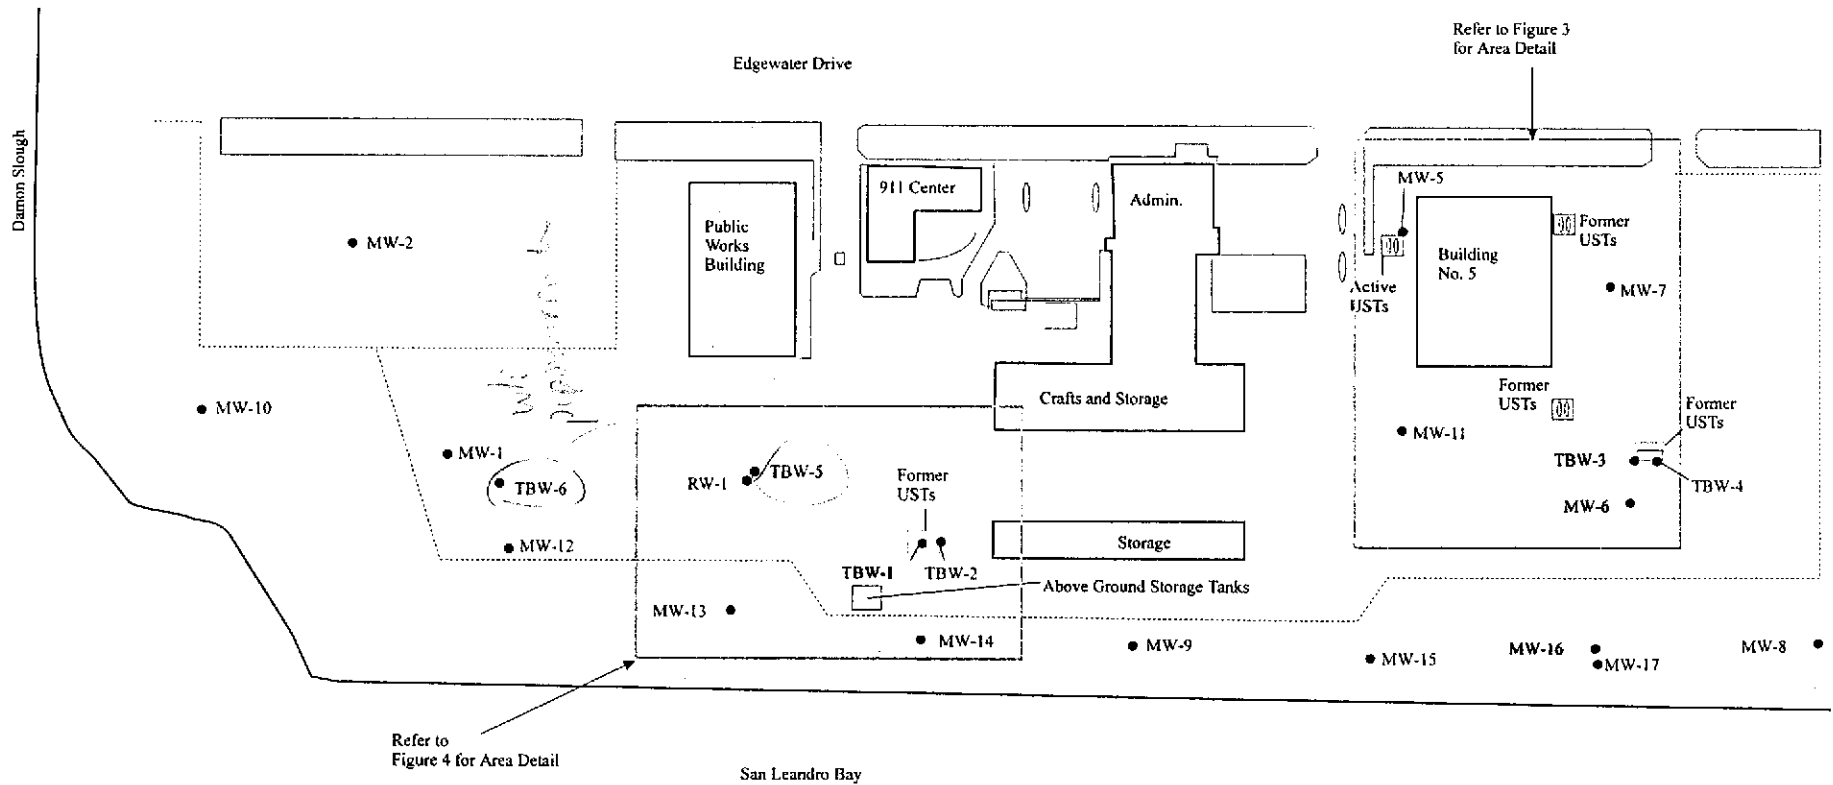 Refer to Figure 3
for Area Detail
Edgewater Drive
Damon Slough
MW-5
911 Center
Admin.
Public
Works
Building
Former
USTs
MW-2
Building
No. 5
Active
USTs
MW-7
Former
USTs
Crafts and Storage
MW-10
Former
USTs
MW-11
MW-1
TBW-6
RW-1
TBW-5
Former
USTs
TBW-3
TBW-4
MW-6
MW-12
Storage
TBW-1
TBW-2
Above Ground Storage Tanks
MW-13
MW-14
MW-9
MW-15
MW-16
MW-17
MW-8
Refer to
Figure 4 for Area Detail
San Leandro Bay